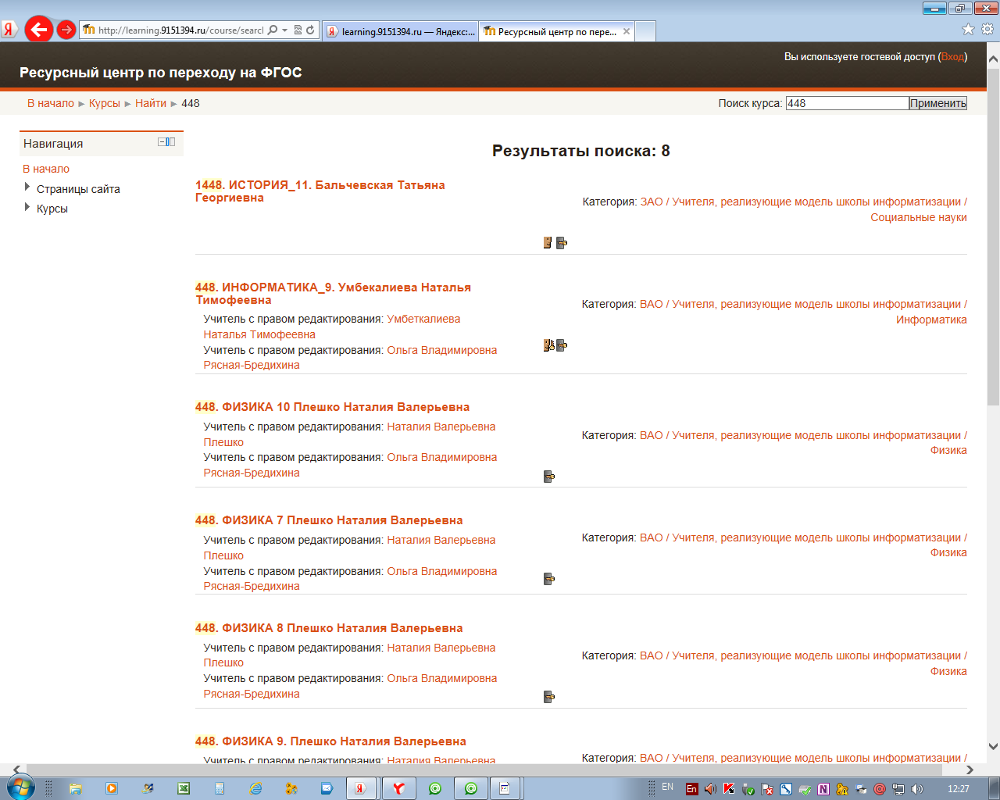 http://learning.9151394.ru/course/searcl
learning.9151394.ru — Яндекс:...
Ресурсный центр по пере...
Вы используете гостевой доступ (Вход)
Ресурсный центр по переходу на ФГОС
В начало ► Курсы ► Найти ► 448
Поиск курса: 448 Применить
Навигация
В начало
Страницы сайта
Курсы
Результаты поиска: 8
1448. ИСТОРИЯ_11. Бальчевская Татьяна
Георгиевна
Категория: ЗАО / Учителя, реализующие модель школы информатизации /
Социальные науки
448. ИНФОРМАТИКА_9. Умбекалиева Наталья
Тимофеевна
Учитель с правом редактирования: Умбеткалиева
Наталья Тимофеевна
Учитель с правом редактирования: Ольга Владимировна
Рясная-Бредихина
Категория: ВАО / Учителя, реализующие модель школы информатизации /
Информатика
448. ФИЗИКА 10 Плешко Наталия Валерьевна
Учитель с правом редактирования: Наталия Валерьевна
Плешко
Учитель с правом редактирования: Ольга Владимировна
Рясная-Бредихина
Категория: ВАО / Учителя, реализующие модель школы информатизации /
Физика
448. ФИЗИКА 7 Плешко Наталия Валерьевна
Учитель с правом редактирования: Наталия Валерьевна
Плешко
Учитель с правом редактирования: Ольга Владимировна
Рясная-Бредихина
Категория: ВАО / Учителя, реализующие модель школы информатизации /
Физика
448. ФИЗИКА 8 Плешко Наталия Валерьевна
Учитель с правом редактирования: Наталия Валерьевна
Плешко
Учитель с правом редактирования: Ольга Владимировна
Рясная-Бредихина
Категория: ВАО / Учителя, реализующие модель школы информатизации /
Физика
448. ФИЗИКА 9. Плешко Наталия Валерьевна
Учитель с правом редактирования: Наталия Валерьевна
Категория: ВАО / Учителя, реализующие модель школы информатизации /
EN
En
12:27